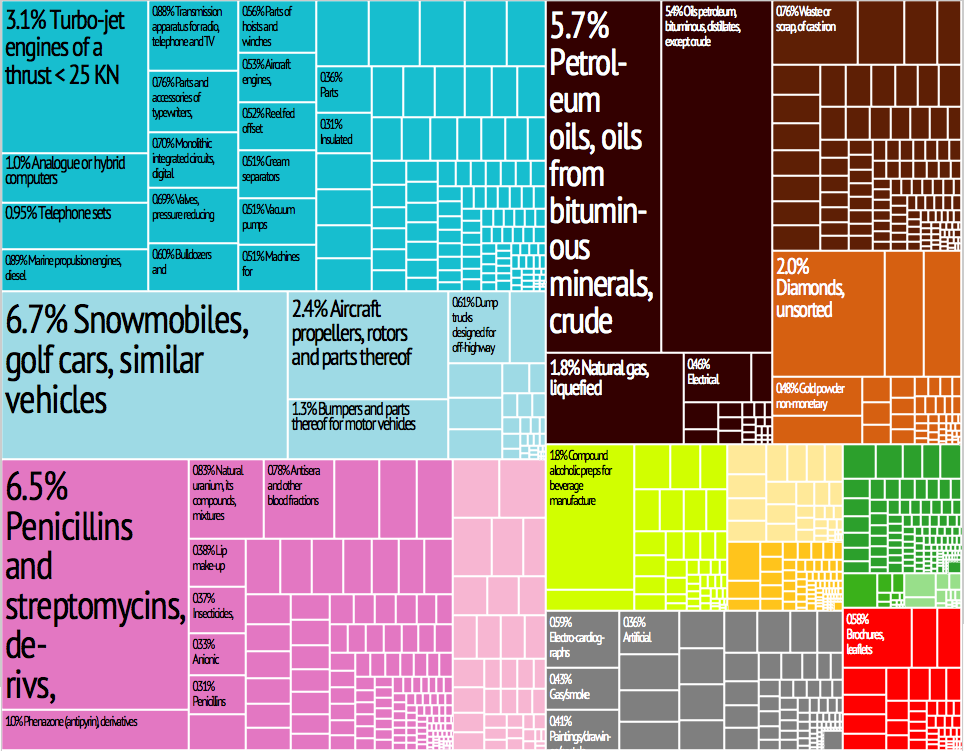 3.1% Turbo-jet
engines of a
thrust < 25 KN
1.0% Analogue or hybrid
computers
0.95% Telephone sets
0.89% Marine propulsion engines,
diesel
0.88% Transmission
apparatus for radio,
telephone and TV
0.76% Parts and
accessories of
typewriters,
0.70% Monolithic
integrated circuits,
digital
0.69% Valves,
pressure reducing
0.60% Bulldozers
and
0.56% Parts of
hoists and
winches
0.53% Aircraft
engines,
0.52% Reel fed
offset
0.51% Cream
separators
0.51% Vacuum
pumps
0.51% Machines
for
0.36%
Parts
0.31%
Insulated
6.7% Snowmobiles,
golf cars, similar
vehicles
2.4% Aircraft
propellers, rotors
and parts thereof
1.3% Bumpers and parts
thereof for motor vehicles
0.61% Dump
trucks
designed for
off-highway
6.5%
Penicillins
and
streptomycins,
de-
rivs,
1.0% Phenazone (antipyrin), derivatives
0.83% Natural
uranium, its
compounds,
mixtures
0.78% Antisera
and other
blood fractions
0.38% Lip
make-up
0.37%
Insecticides,
0.33%
Anionic
0.31%
Penicillins
5.7%
Petrol-
eum
oils, oils
from
bitumin-
ous
minerals,
crude
5.4% Oils petroleum,
bituminous, distillates,
except crude
1.8% Natural gas,
liquefied
0.46%
Electrical
0.76% Waste or
scrap, of cast iron
2.0%
Diamonds,
unsorted
0.48% Gold powder
non-monetary
1.8% Compound
alcoholic preps for
beverage
manufacture
0.59%
Electro-cardiog-
raphs
0.36%
Artificial
0.43%
Gas/smoke
0.41%
Paintings/drawin-
0.58%
Brochures,
leaflets